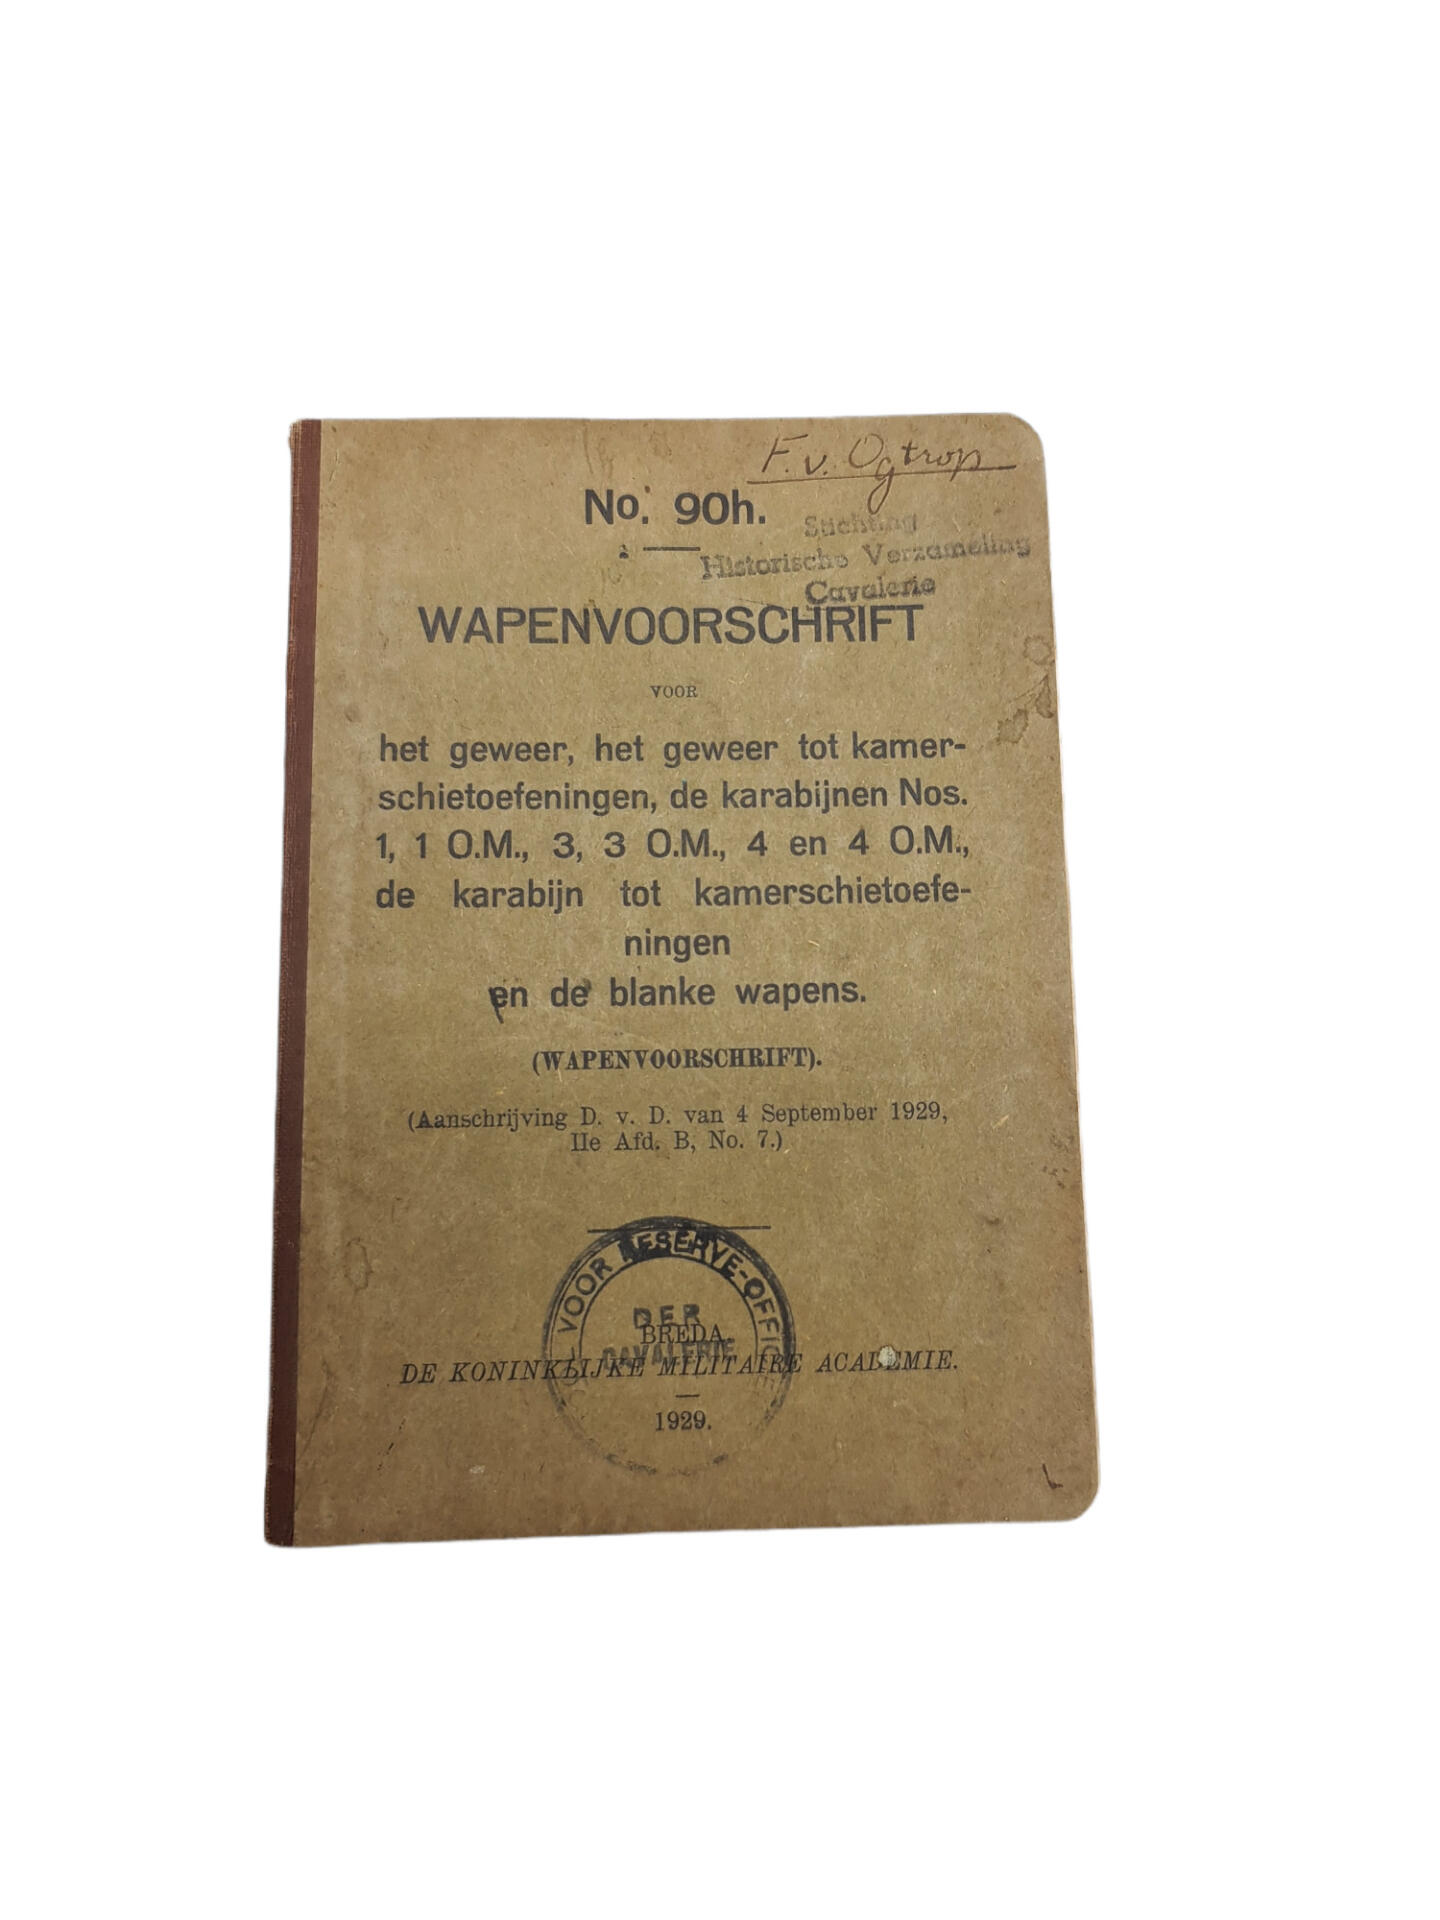 F. v. Ogtrop
No. 90h.
Stichting
Historische Verzameling
Cavalerie
WAPENVOORSCHRIFT
VOOR
het geweer, het geweer tot kamer-
schietoefeningen, de karabijnen Nos.
1, 1 O.M., 3, 3 O.M., 4 en 4 O.M.,
de karabijn tot kamerschietoefe-
ningen
en de blanke wapens.
(WAPENVOORSCHRIFT).
(Aanschrijving D. v. D. van 4 September 1929,
IIe Afd. B, No. 7.)
VOOR RESERVE-OFFIC
DER
CAVALERIE
BREDA.
DE KONINKLIJKE MILITAIRE ACADEMIE.
1929.